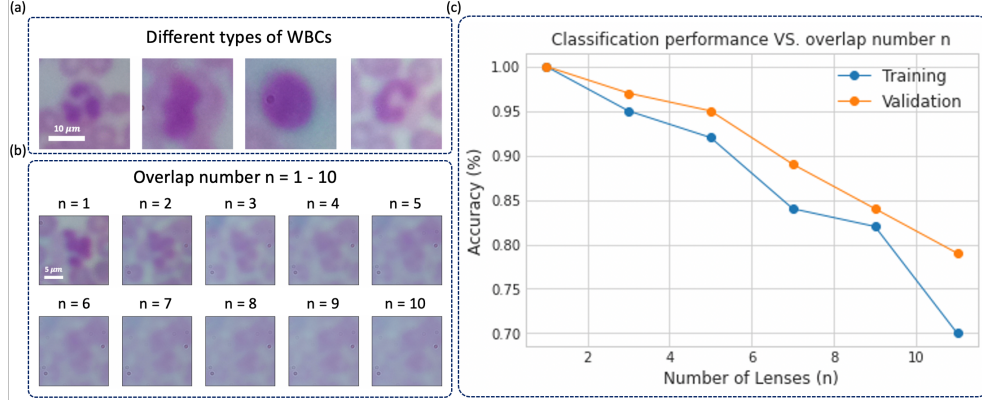 (a)
Different types of WBCs
10 μm
(b)
Overlap number n = 1 - 10
n = 1
n = 2
n = 3
n = 4
n = 5
5 μm
n = 6
n = 7
n = 8
n = 9
n = 10
(c)
Classification performance VS. overlap number n
Training
Validation
Accuracy (%)
1.00
0.95
0.90
0.85
0.80
0.75
0.70
2
4
6
8
10
Number of Lenses (n)